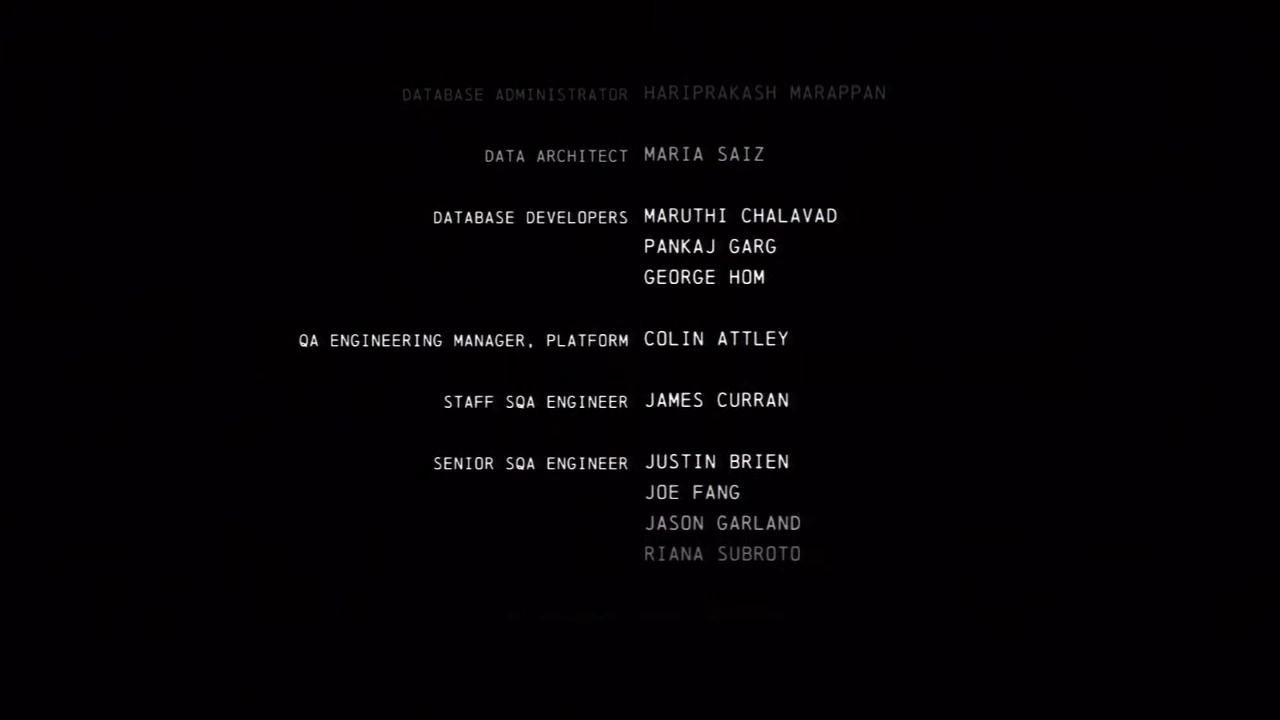 DATABASE ADMINISTRATOR HARIPRAKASH MARAPPAN
DATA ARCHITECT MARIA SAIZ
DATABASE DEVELOPERS MARUTHI CHALAVAD
PANKAJ GARG
GEORGE HOM
QA ENGINEERING MANAGER, PLATFORM COLIN ATTLEY
STAFF SQA ENGINEER JAMES CURRAN
SENIOR SQA ENGINEER JUSTIN BRIEN
JOE FANG
JASON GARLAND
RIANA SUBROTO